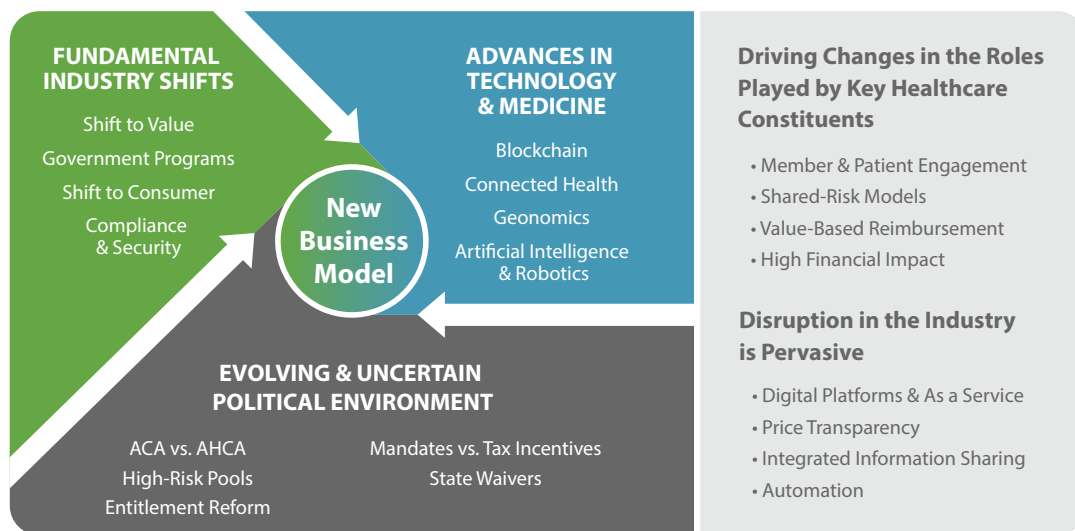 FUNDAMENTAL
INDUSTRY SHIFTS
Shift to Value
Government Programs
Shift to Consumer
Compliance
& Security
ADVANCES IN
TECHNOLOGY
& MEDICINE
Blockchain
Connected Health
Geonomics
Artificial Intelligence
& Robotics
New
Business
Model
EVOLVING & UNCERTAIN
POLITICAL ENVIRONMENT
ACA vs. AHCA
High-Risk Pools
Entitlement Reform
Mandates vs. Tax Incentives
State Waivers
Driving Changes in the Roles
Played by Key Healthcare
Constituents
• Member & Patient Engagement
• Shared-Risk Models
• Value-Based Reimbursement
• High Financial Impact
Disruption in the Industry
is Pervasive
• Digital Platforms & As a Service
• Price Transparency
• Integrated Information Sharing
• Automation